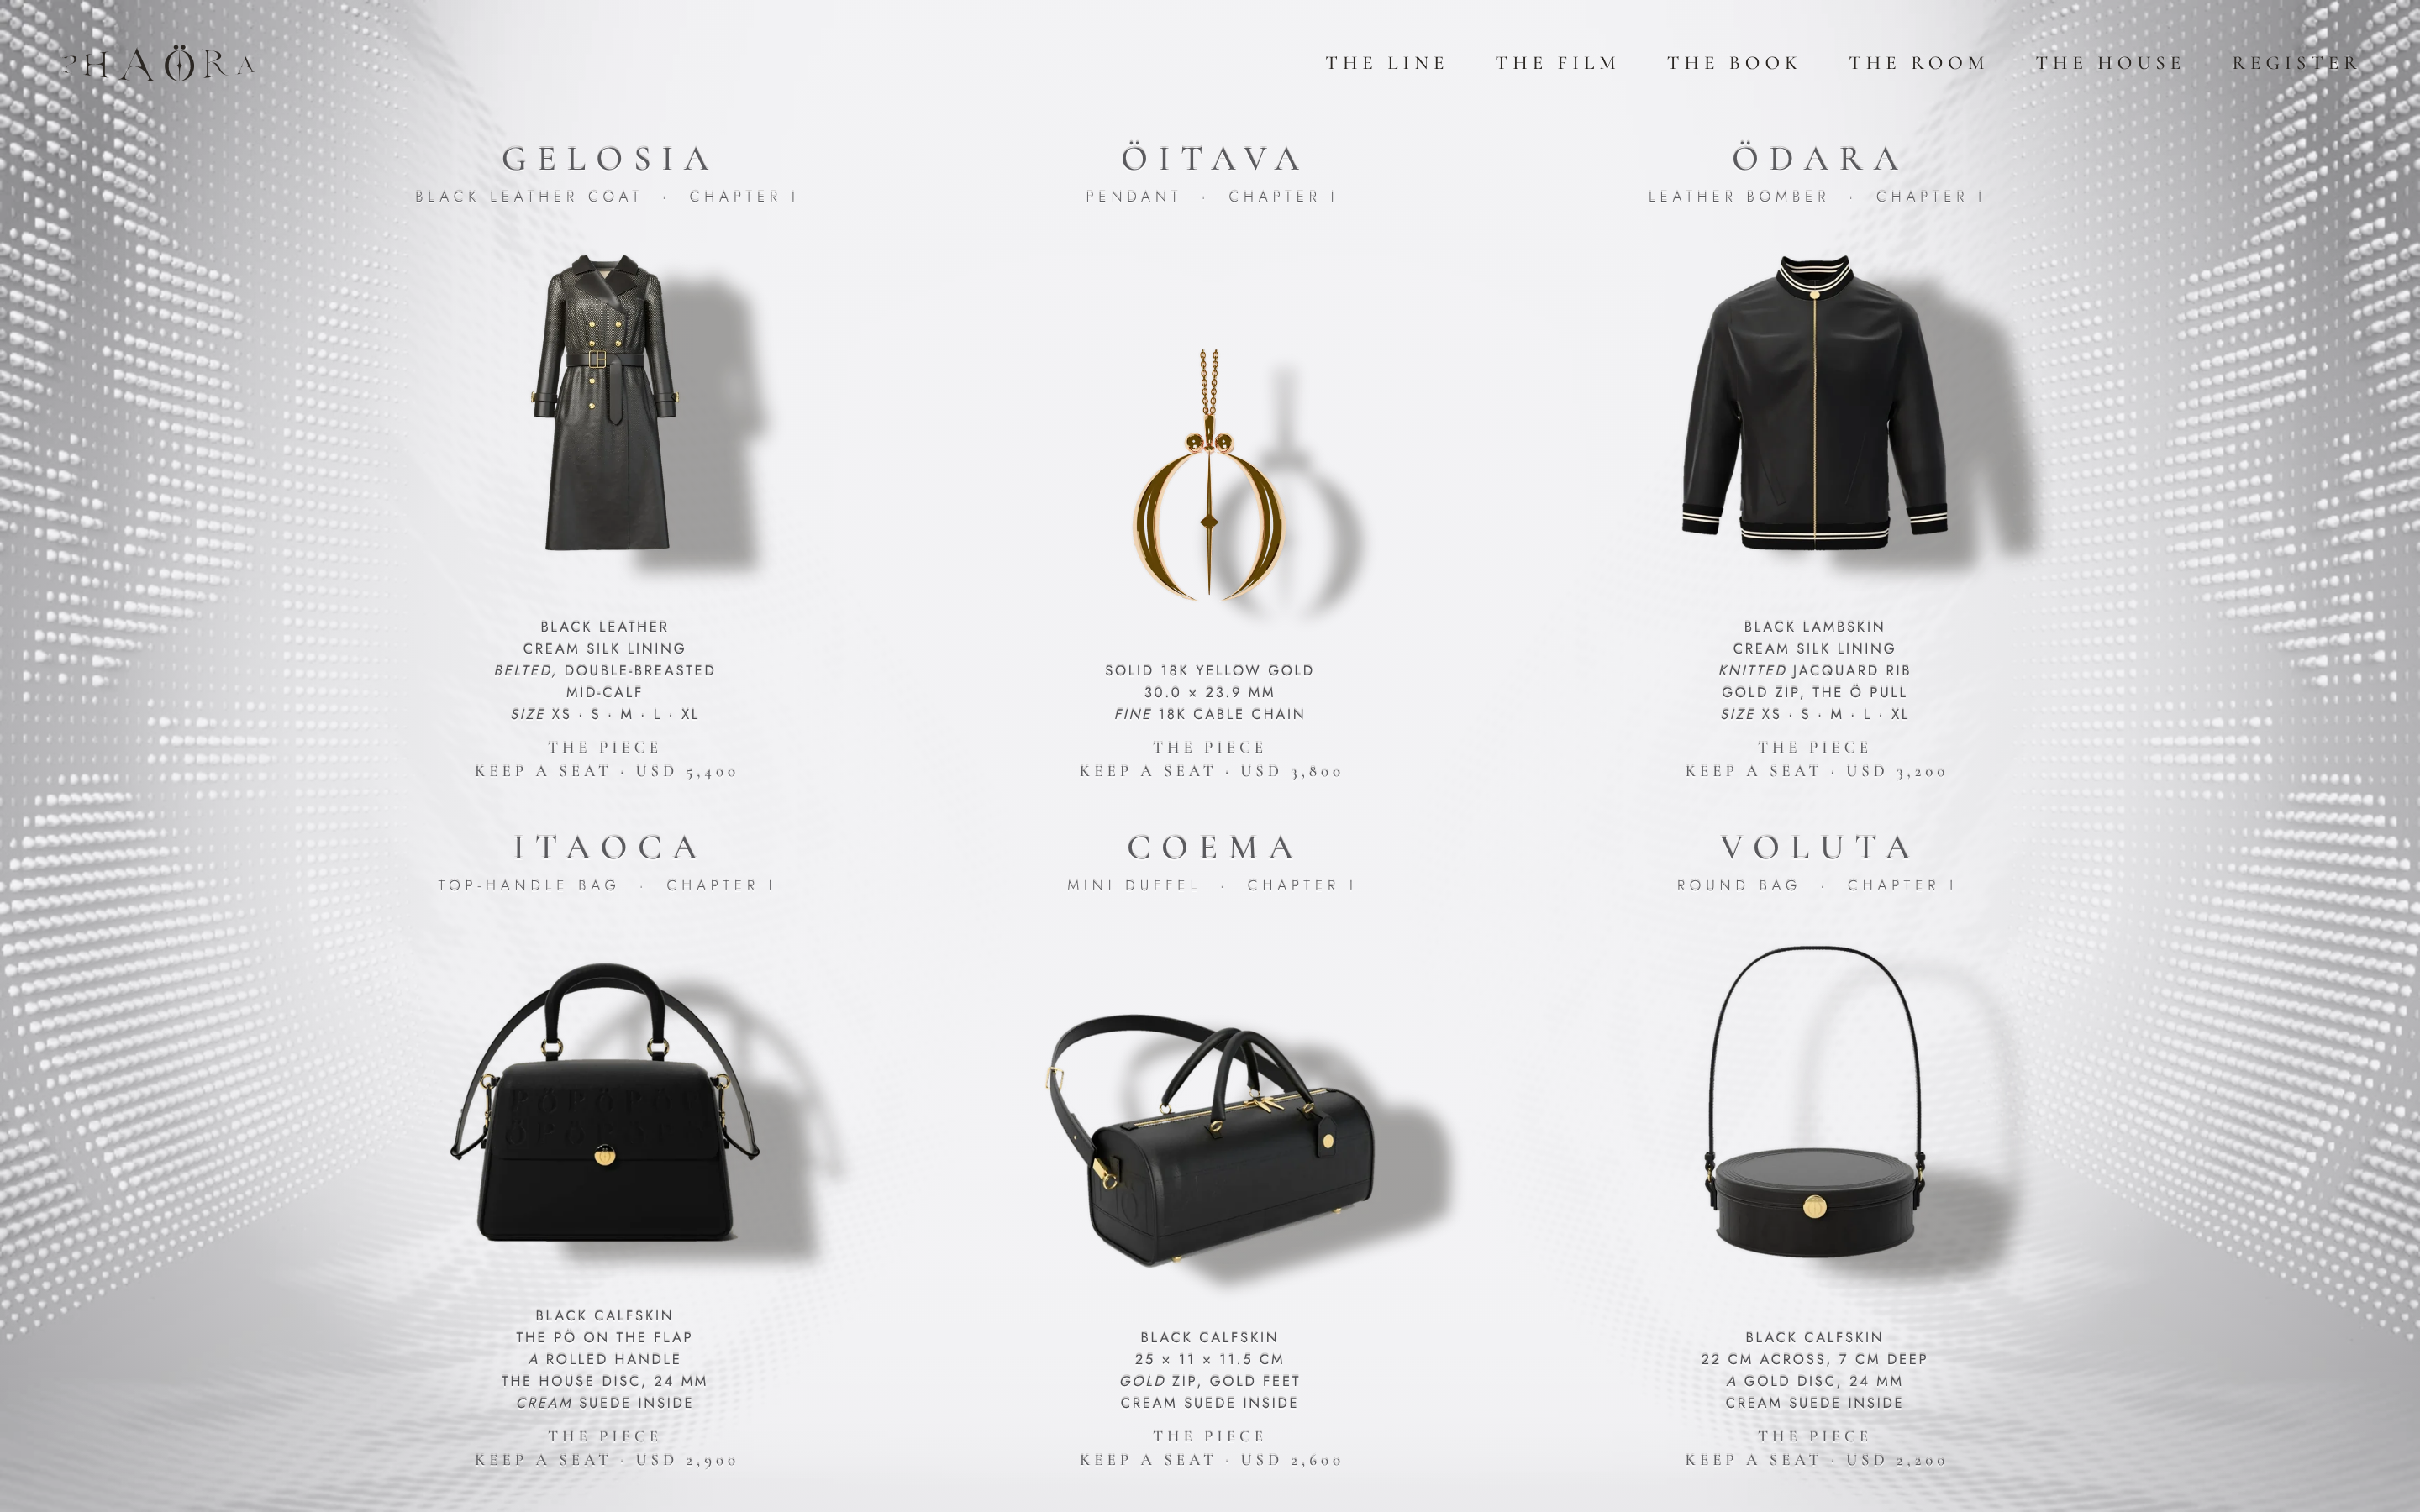 PHAÖRA
THE LINE THE FILM THE BOOK THE ROOM THE HOUSE REGISTER
GELOSIA
BLACK LEATHER COAT · CHAPTER I
BLACK LEATHER
CREAM SILK LINING
BELTED, DOUBLE-BREASTED
MID-CALF
SIZE XS · S · M · L · XL
THE PIECE
KEEP A SEAT · USD 5,400
ÖITAVA
PENDANT · CHAPTER I
SOLID 18K YELLOW GOLD
30.0 × 23.9 MM
FINE 18K CABLE CHAIN
THE PIECE
KEEP A SEAT · USD 3,800
ÖDARA
LEATHER BOMBER · CHAPTER I
BLACK LAMBSKIN
CREAM SILK LINING
KNITTED JACQUARD RIB
GOLD ZIP, THE Ö PULL
SIZE XS · S · M · L · XL
THE PIECE
KEEP A SEAT · USD 3,200
ITAOCA
TOP-HANDLE BAG · CHAPTER I
BLACK CALFSKIN
THE PÖ ON THE FLAP
A ROLLED HANDLE
THE HOUSE DISC, 24 MM
CREAM SUEDE INSIDE
THE PIECE
KEEP A SEAT · USD 2,900
COEMA
MINI DUFFEL · CHAPTER I
BLACK CALFSKIN
25 × 11 × 11.5 CM
GOLD ZIP, GOLD FEET
CREAM SUEDE INSIDE
THE PIECE
KEEP A SEAT · USD 2,600
VOLUTA
ROUND BAG · CHAPTER I
BLACK CALFSKIN
22 CM ACROSS, 7 CM DEEP
A GOLD DISC, 24 MM
CREAM SUEDE INSIDE
THE PIECE
KEEP A SEAT · USD 2,200